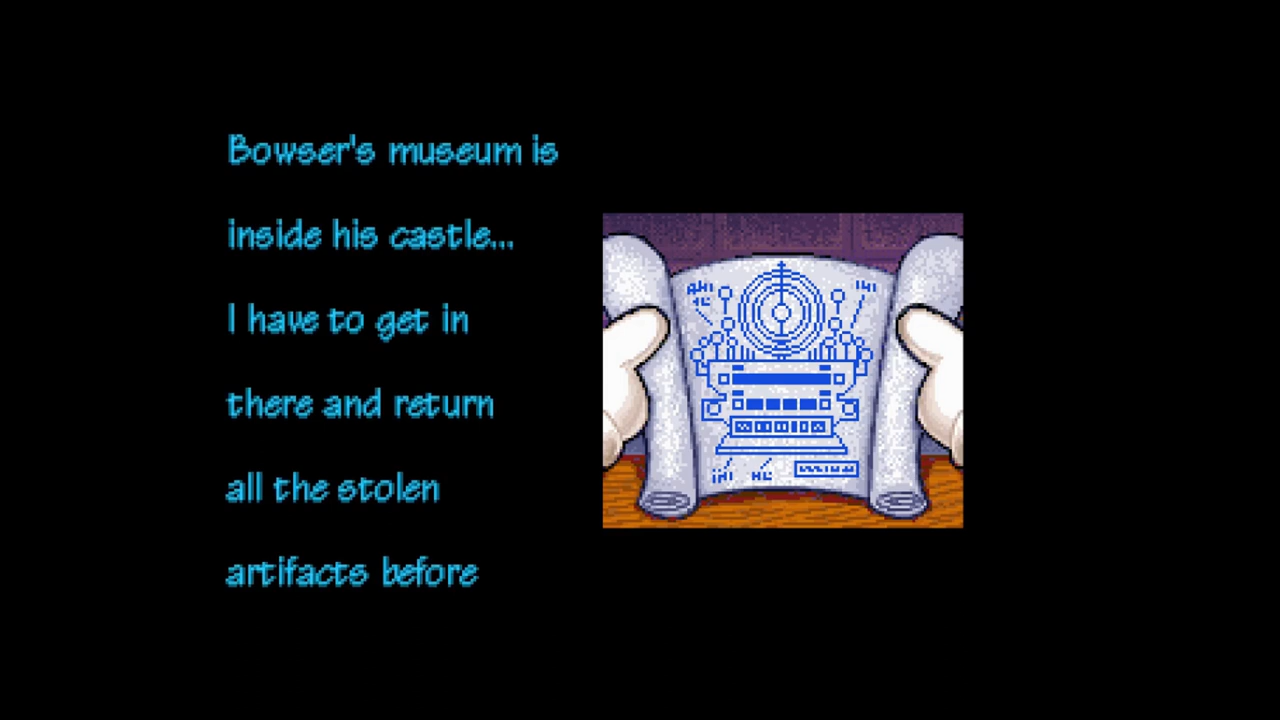 Bowser's museum is
inside his castle...
I have to get in
there and return
all the stolen
artifacts before